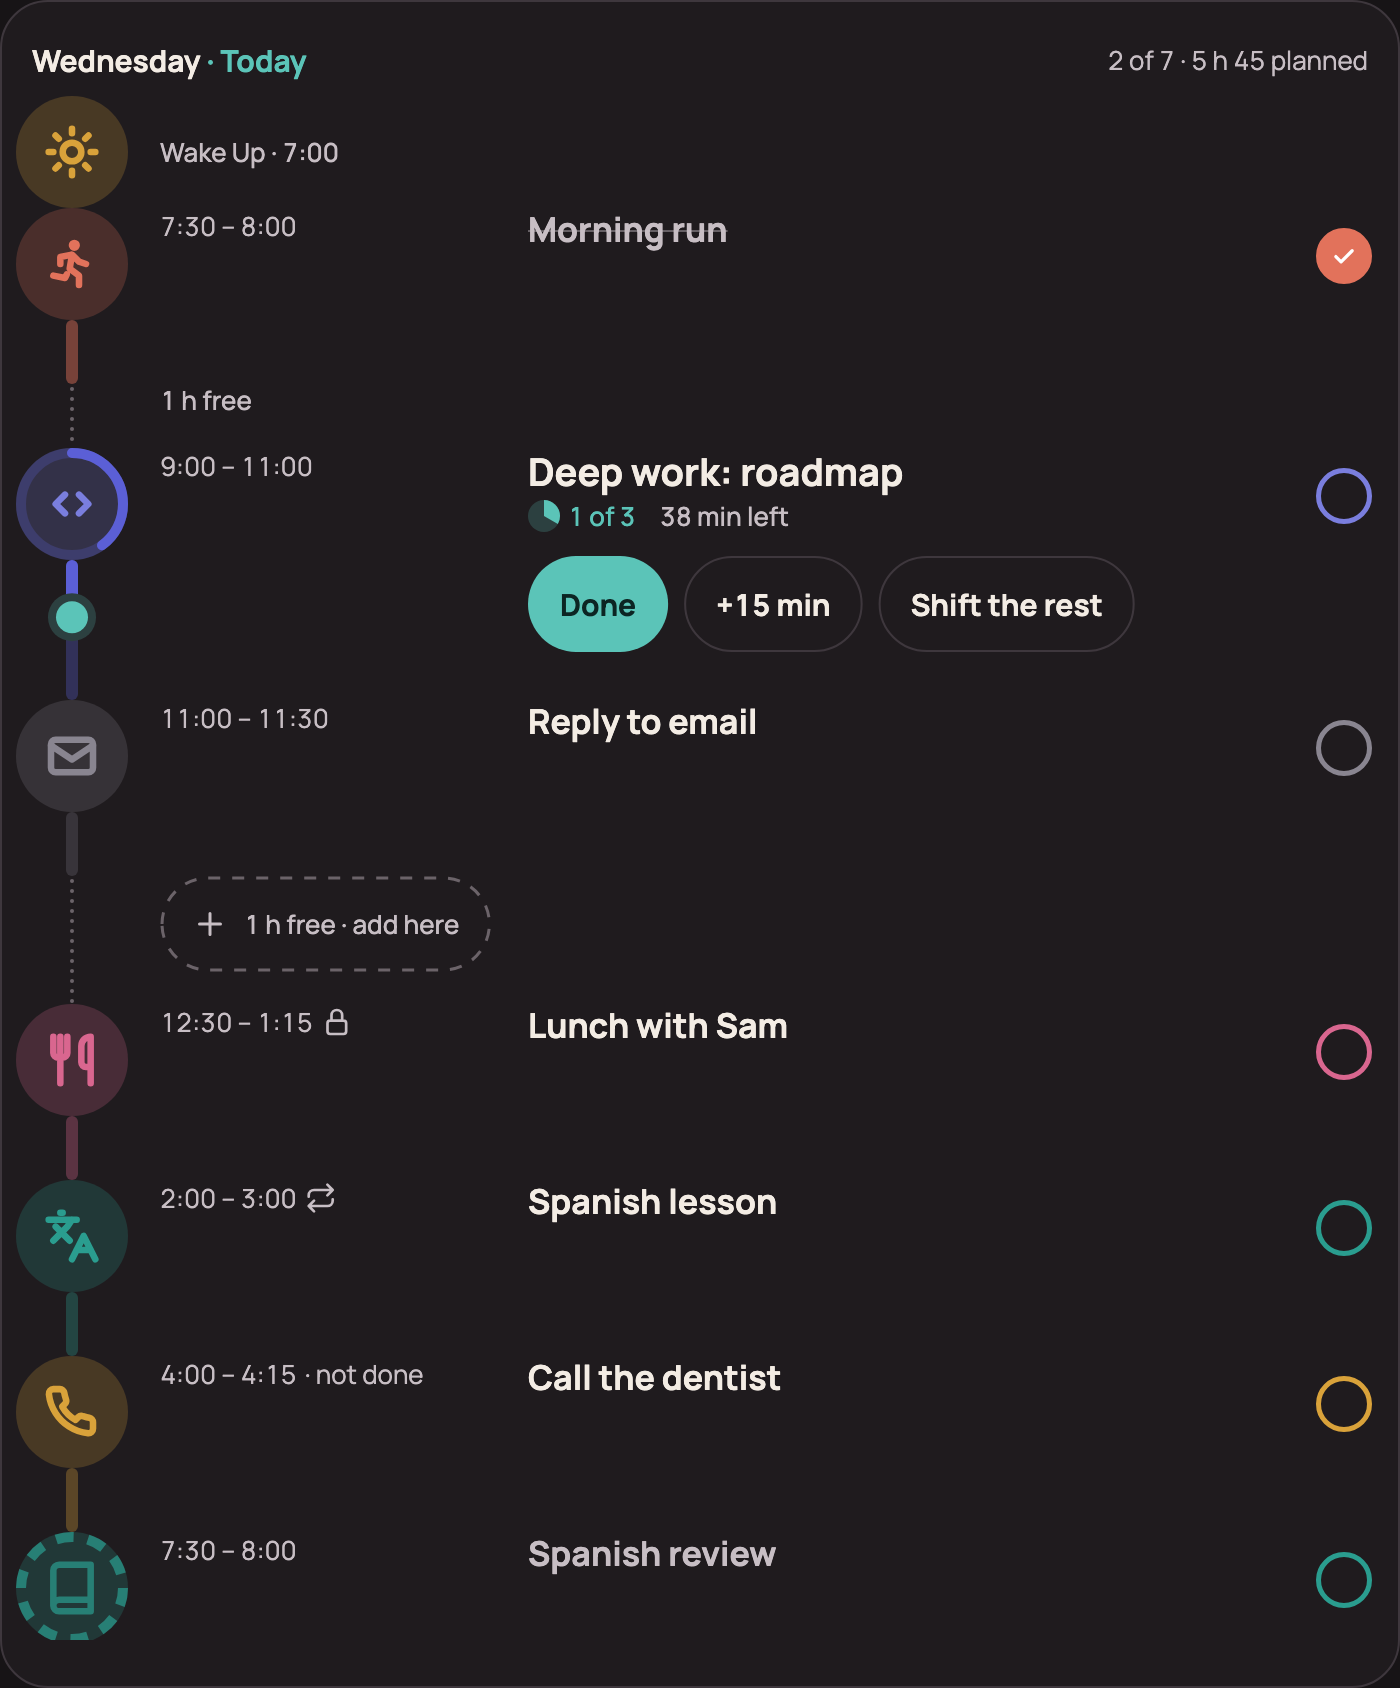 Wednesday · Today
2 of 7 · 5 h 45 planned
Wake Up · 7:00
7:30 – 8:00
Morning run
1 h free
9:00 – 11:00
Deep work: roadmap
1 of 3 38 min left
Done
+15 min
Shift the rest
11:00 – 11:30
Reply to email
1 h free · add here
12:30 – 1:15
Lunch with Sam
2:00 – 3:00
Spanish lesson
4:00 – 4:15 · not done
Call the dentist
7:30 – 8:00
Spanish review